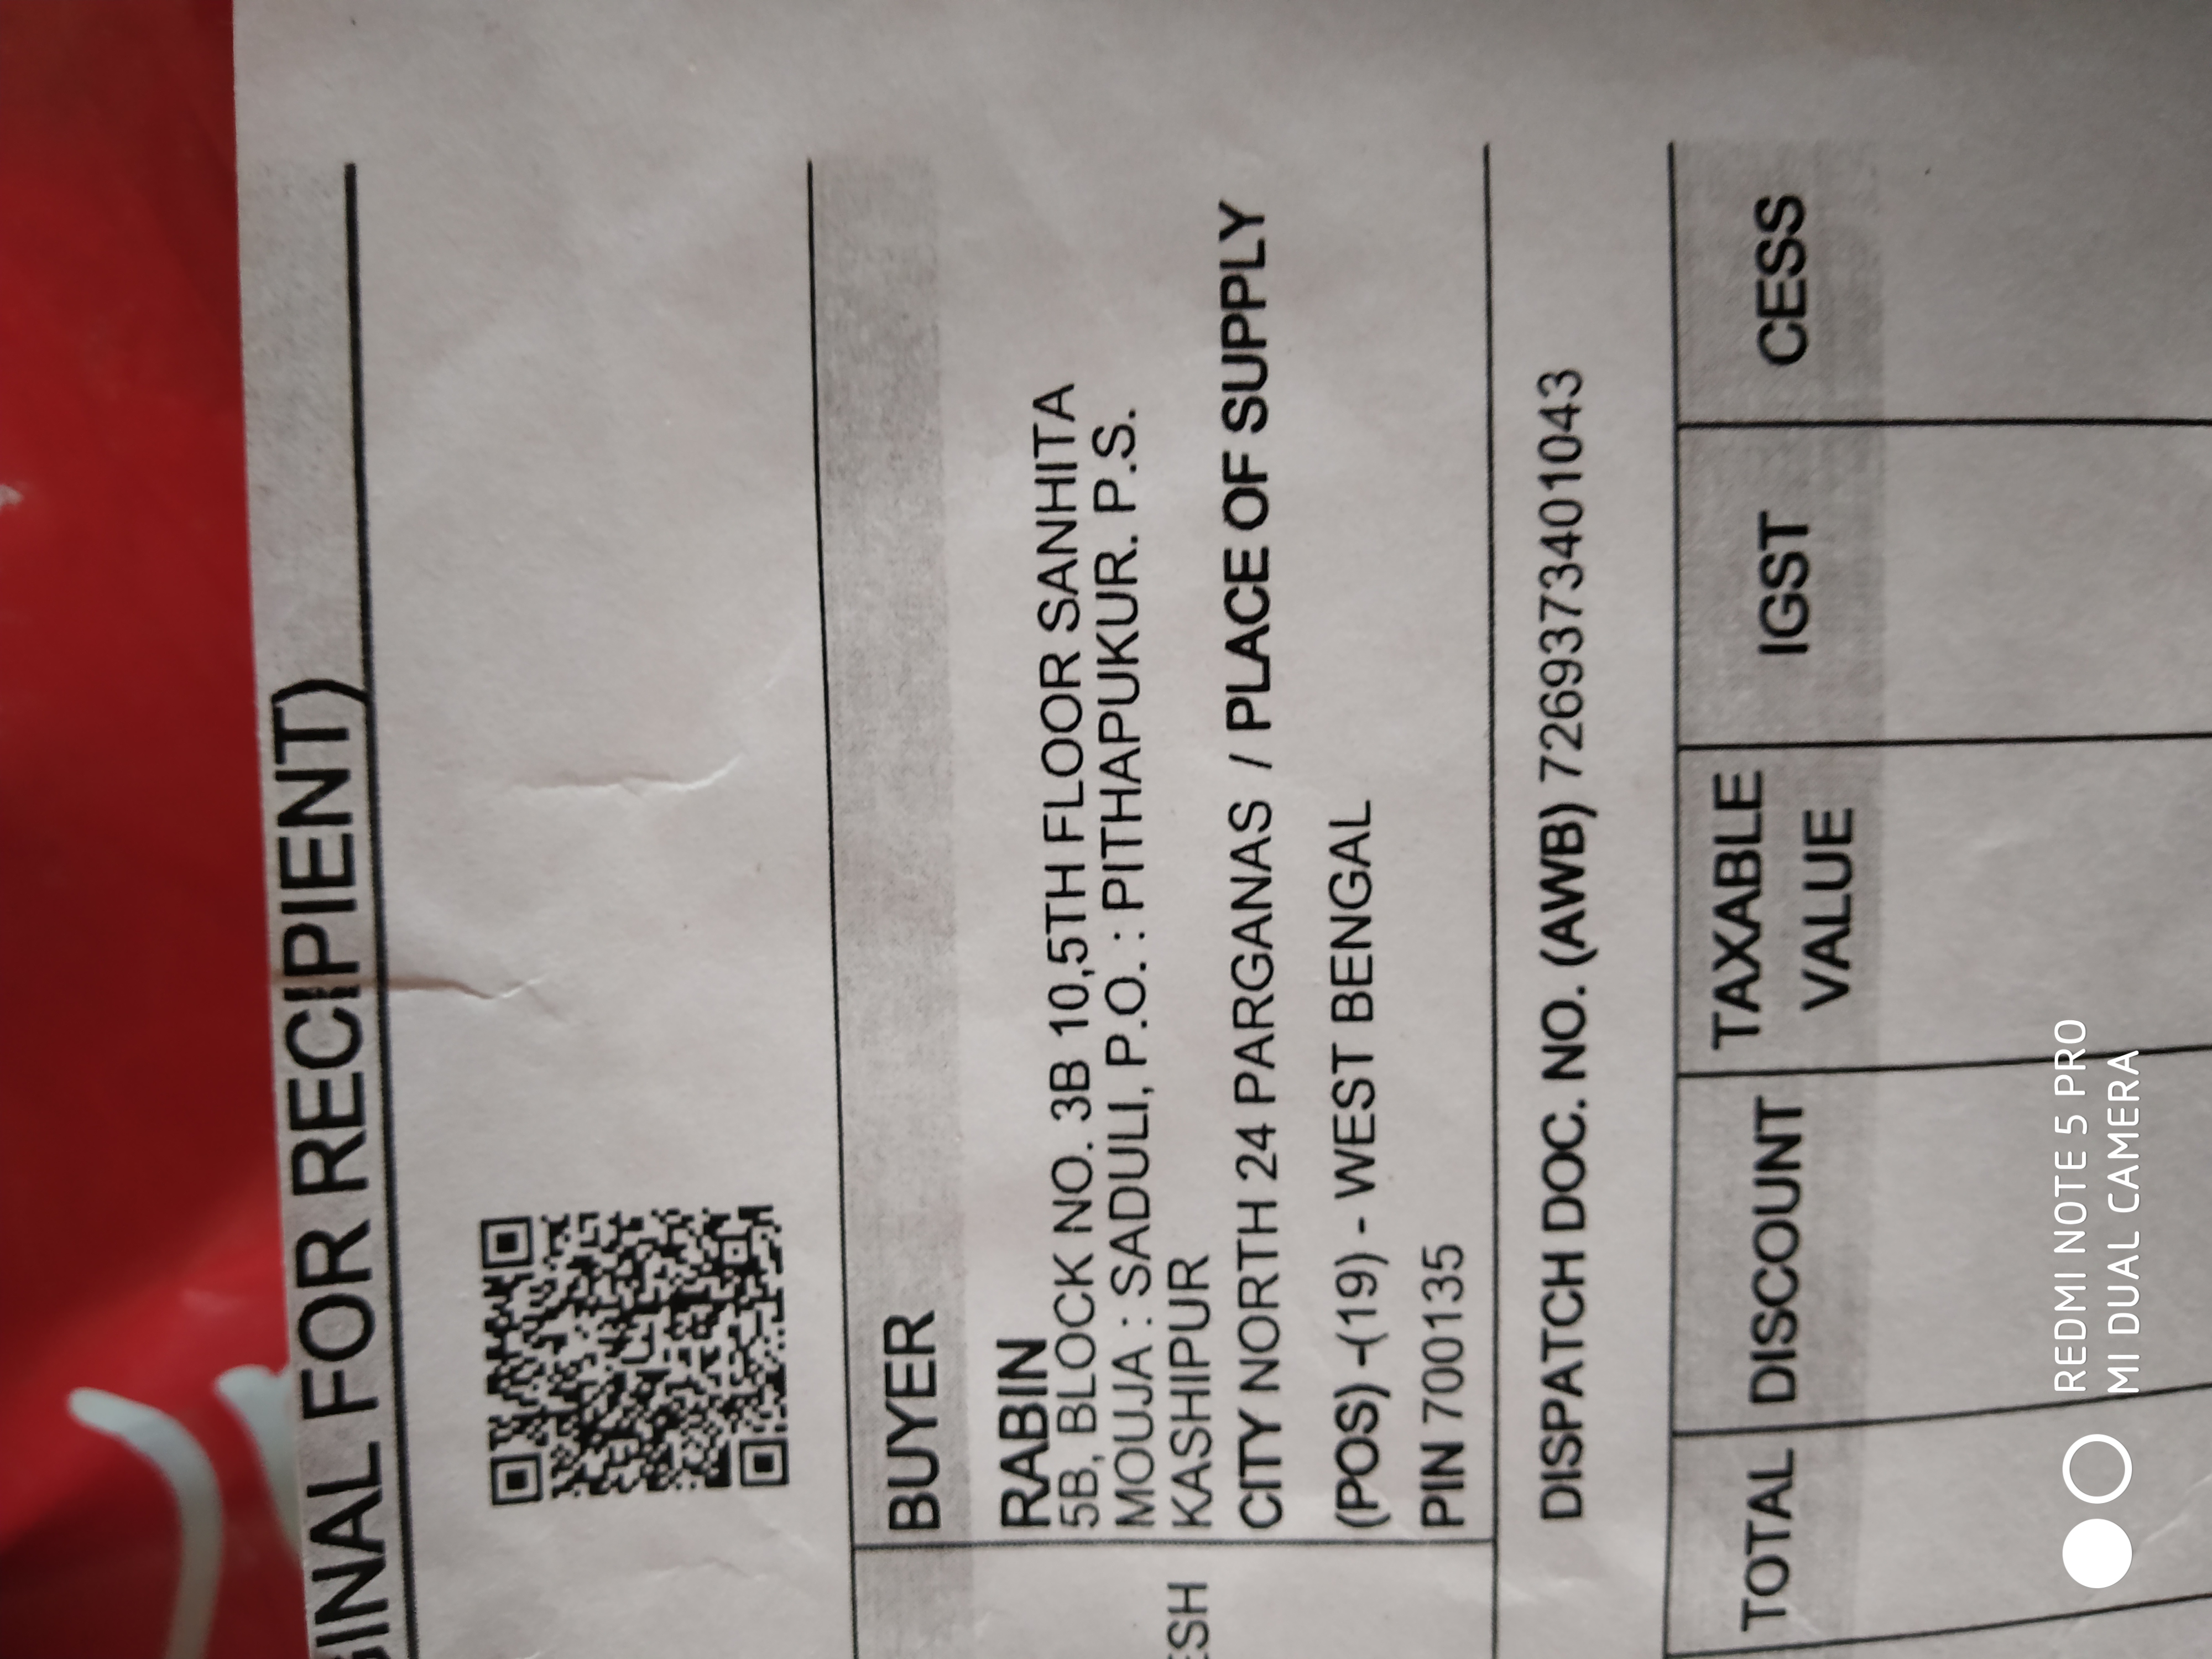 GINAL FOR RECIPIENT)
BUYER
RABIN
5B, BLOCK NO. 3B 10,5TH FLOOR SANHITA
MOUJA : SADULI, P.O. : PITHAPUKUR. P.S.
ESH
KASHIPUR
CITY NORTH 24 PARGANAS / PLACE OF SUPPLY
(POS) -(19) - WEST BENGAL
PIN 700135
DISPATCH DOC. NO. (AWB) 7269373401043
TOTAL DISCOUNT TAXABLE VALUE IGST CESS
REDMI NOTE 5 PRO
MI DUAL CAMERA